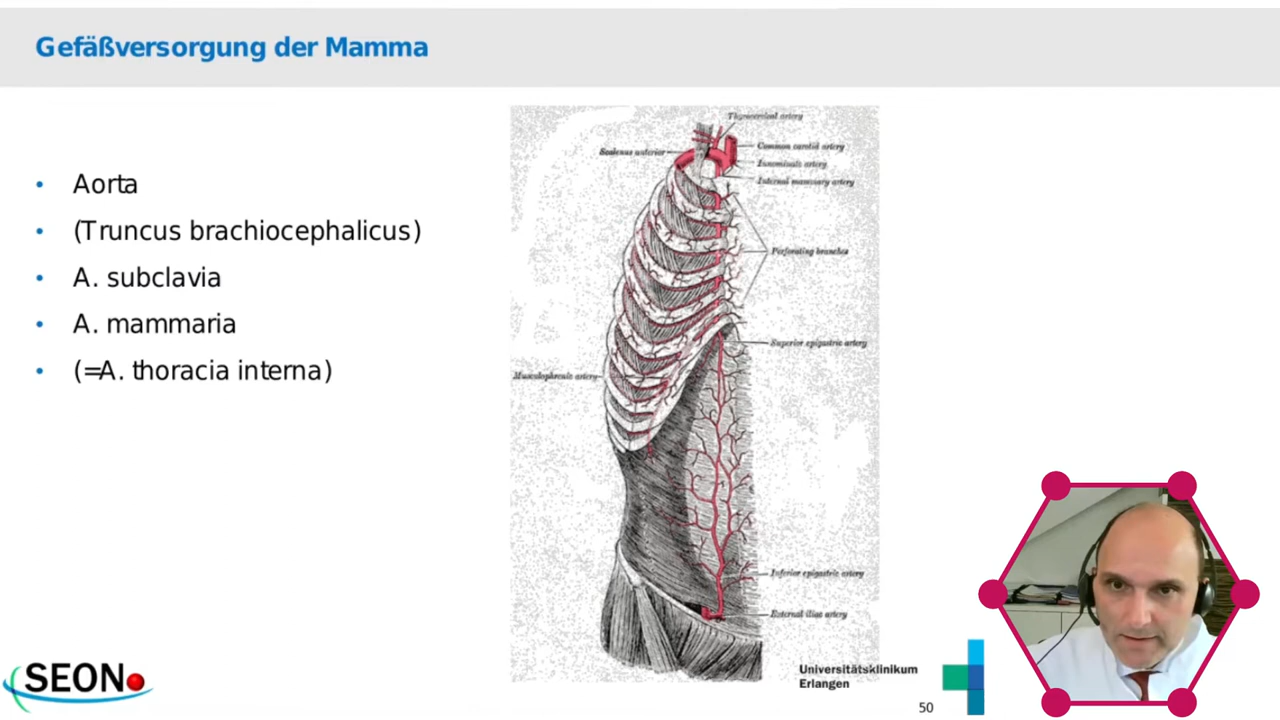 Gefäßversorgung der Mamma
• Aorta
• (Truncus brachiocephalicus)
• A. subclavia
• A. mammaria
• (=A. thoracia interna)
Thyrocervical artery
Scalenus anterior
Common carotid artery
Innominate artery
Internal mammary artery
Perforating branches
Superior epigastric artery
Musculophrenic artery
Inferior epigastric artery
External iliac artery
SEON
Universitätsklinikum
Erlangen
50